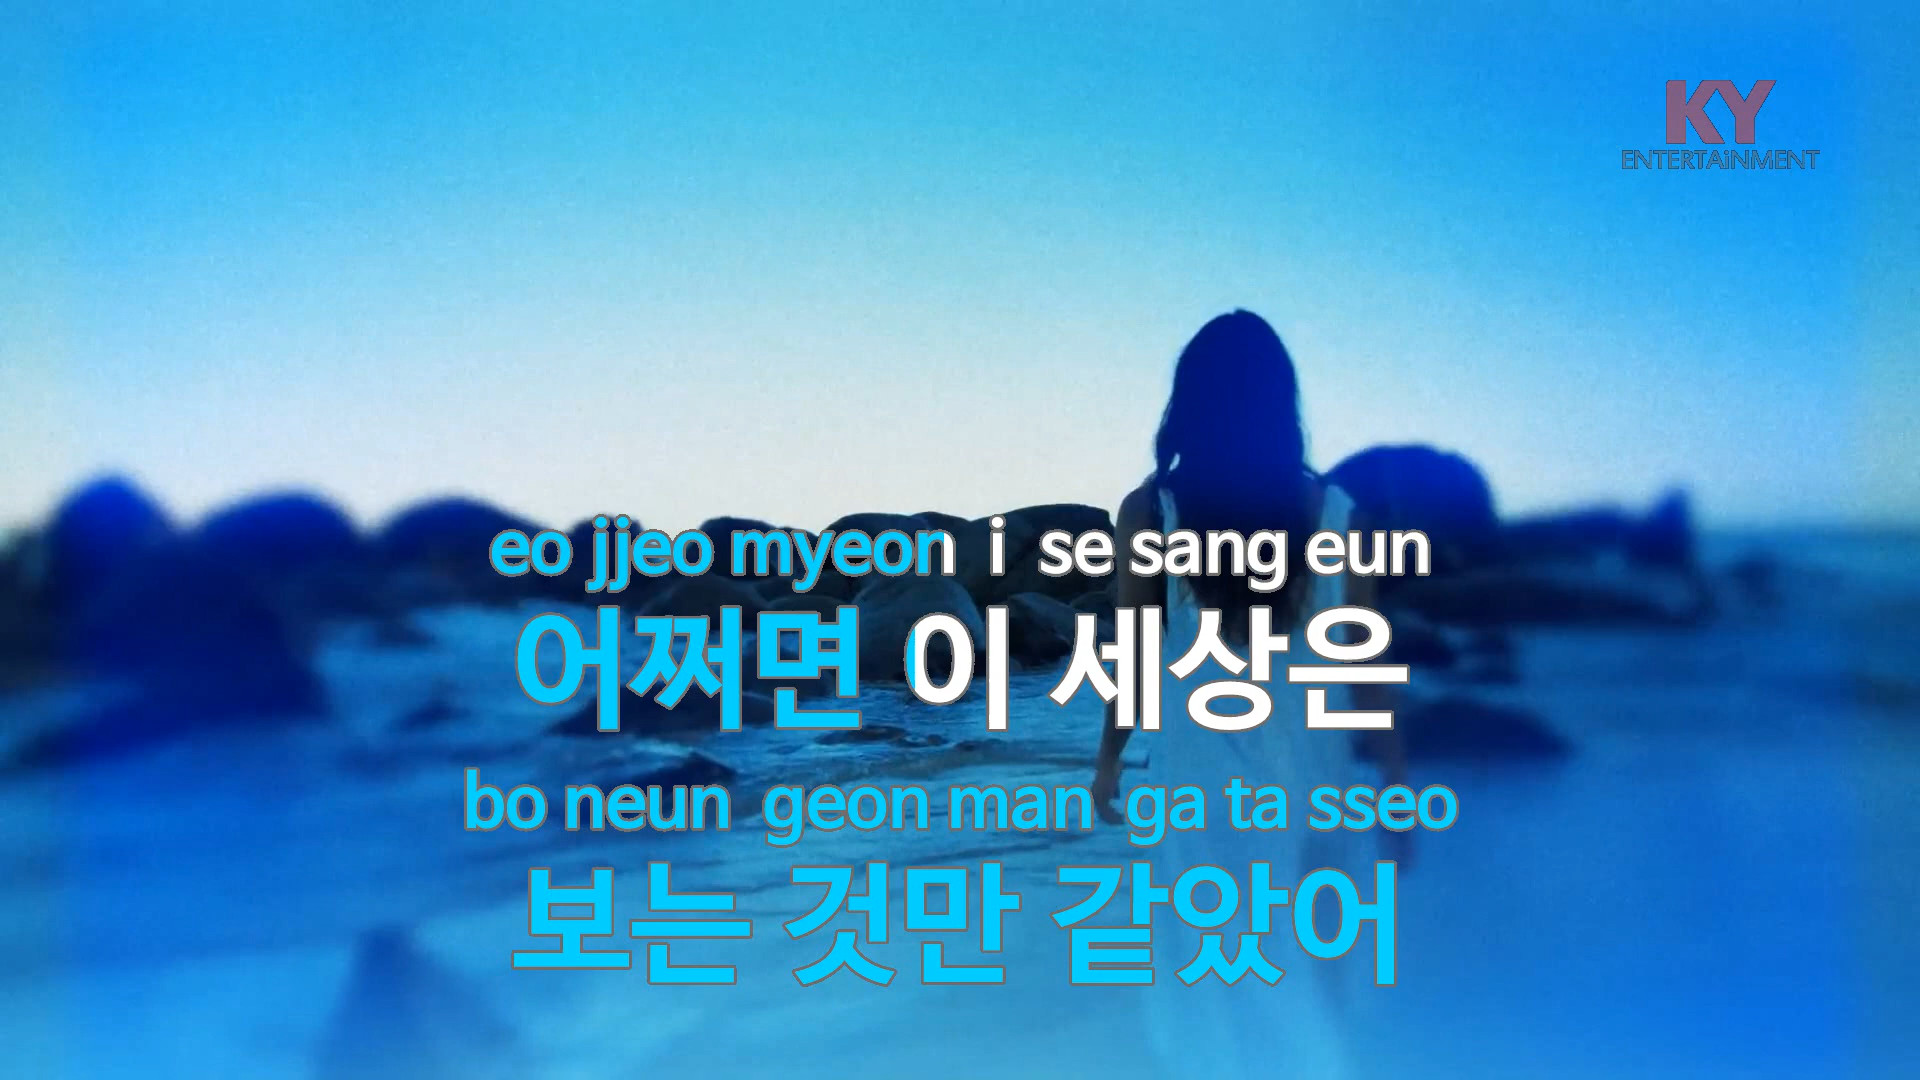 KY
ENTERTAiNMENT
eo jjeo myeon i se sang eun
어쩌면 이 세상은
bo neun geon man ga ta sseo
보는 것만 같았어